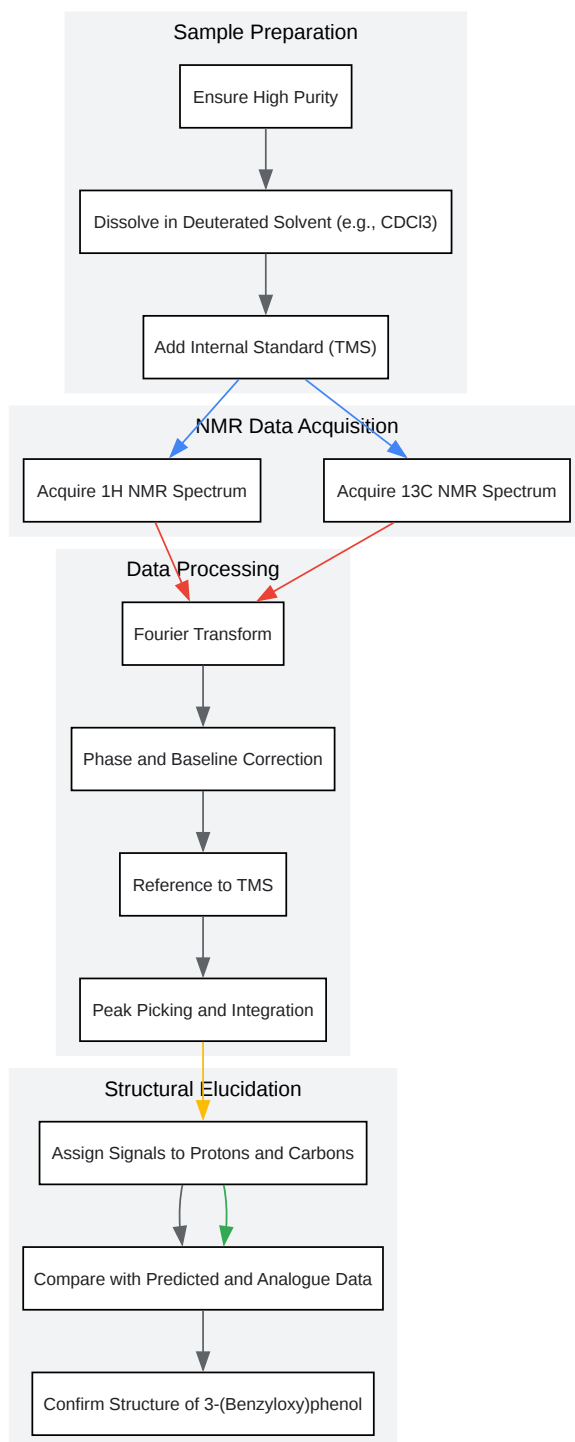 Sample Preparation
Ensure High Purity
Dissolve in Deuterated Solvent (e.g., CDCl3)
Add Internal Standard (TMS)
NMR Data Acquisition
Acquire 1H NMR Spectrum
Acquire 13C NMR Spectrum
Data Processing
Fourier Transform
Phase and Baseline Correction
Reference to TMS
Peak Picking and Integration
Structural Elucidation
Assign Signals to Protons and Carbons
Compare with Predicted and Analogue Data
Confirm Structure of 3-(Benzyloxy)phenol